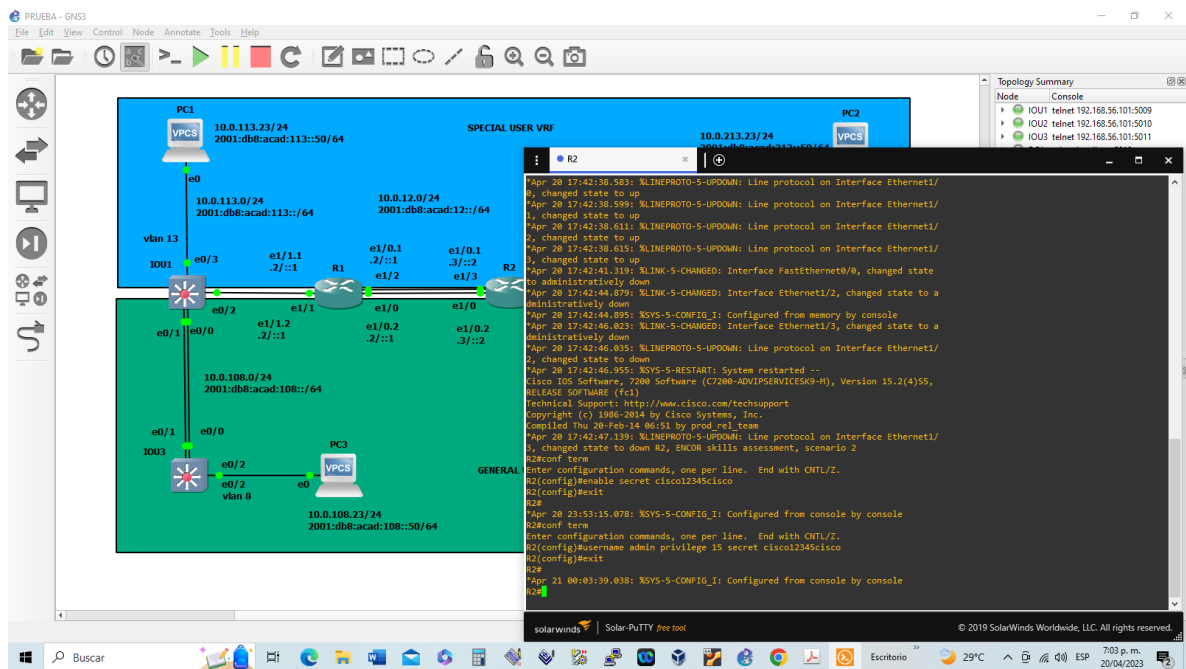 PRUEBA - GNS3
File Edit View Control Node Annotate Tools Help
Topology Summary
Node Console
IOU1 telnet 192.168.56.101:5009
IOU2 telnet 192.168.56.101:5010
IOU3 telnet 192.168.56.101:5011
PC1
VPCS
10.0.113.23/24
2001:db8:acad:113::50/64
SPECIAL USER VRF
PC2
VPCS
10.0.213.23/24
e0
10.0.113.0/24
2001:db8:acad:113::/64
10.0.12.0/24
2001:db8:acad:12::/64
vlan 13
IOU1
e0/3
e1/1.1
.2/::1
R1
e1/0.1
.2/::1
e1/2
e1/0.1
.3/::2
e1/3
R2
e0/2
e1/1
e1/0
e1/0
e0/1
e0/0
e1/1.2
.2/::1
e1/0.2
.2/::1
e1/0.2
.3/::2
10.0.108.0/24
2001:db8:acad:108::/64
e0/1
e0/0
IOU3
PC3
VPCS
e0/2
e0/2
vlan 8
e0
GENERAL
10.0.108.23/24
2001:db8:acad:108::50/64
R2
*Apr 20 17:42:38.583: %LINEPROTO-5-UPDOWN: Line protocol on Interface Ethernet1/
0, changed state to up
*Apr 20 17:42:38.599: %LINEPROTO-5-UPDOWN: Line protocol on Interface Ethernet1/
1, changed state to up
*Apr 20 17:42:38.611: %LINEPROTO-5-UPDOWN: Line protocol on Interface Ethernet1/
2, changed state to up
*Apr 20 17:42:38.615: %LINEPROTO-5-UPDOWN: Line protocol on Interface Ethernet1/
3, changed state to up
*Apr 20 17:42:41.319: %LINK-5-CHANGED: Interface FastEthernet0/0, changed state
to administratively down
*Apr 20 17:42:44.879: %LINK-5-CHANGED: Interface Ethernet1/2, changed state to a
dministratively down
*Apr 20 17:42:44.895: %SYS-5-CONFIG_I: Configured from memory by console
*Apr 20 17:42:46.023: %LINK-5-CHANGED: Interface Ethernet1/3, changed state to a
dministratively down
*Apr 20 17:42:46.035: %LINEPROTO-5-UPDOWN: Line protocol on Interface Ethernet1/
2, changed state to down
*Apr 20 17:42:46.955: %SYS-5-RESTART: System restarted --
Cisco IOS Software, 7200 Software (C7200-ADVIPSERVICESK9-M), Version 15.2(4)S5,
RELEASE SOFTWARE (fc1)
Technical Support: http://www.cisco.com/techsupport
Copyright (c) 1986-2014 by Cisco Systems, Inc.
Compiled Thu 20-Feb-14 06:51 by prod_rel_team
*Apr 20 17:42:47.139: %LINEPROTO-5-UPDOWN: Line protocol on Interface Ethernet1/
3, changed state to down R2, ENCOR skills assessment, scenario 2
R2#conf term
Enter configuration commands, one per line. End with CNTL/Z.
R2(config)#enable secret cisco12345cisco
R2(config)#exit
R2#
*Apr 20 23:53:15.078: %SYS-5-CONFIG_I: Configured from console by console
R2#conf term
Enter configuration commands, one per line. End with CNTL/Z.
R2(config)#username admin privilege 15 secret cisco12345cisco
R2(config)#exit
R2#
*Apr 21 00:03:39.038: %SYS-5-CONFIG_I: Configured from console by console
R2#
solarwinds Solar-PuTTY free tool
© 2019 SolarWinds Worldwide, LLC. All rights reserved.
Buscar
Escritorio
29°C
ESP
7:03 p. m.
20/04/2023